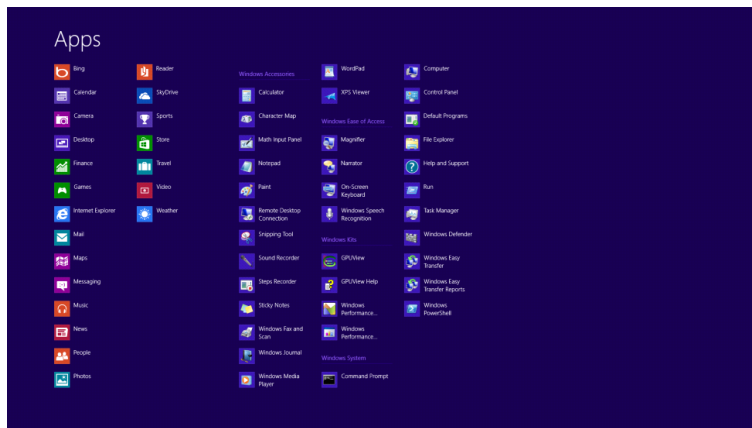 Apps
Bing
Calendar
Camera
Desktop
Finance
Games
Internet Explorer
Mail
Maps
Messaging
Music
News
People
Photos
Reader
SkyDrive
Sports
Store
Travel
Video
Weather
Windows Accessories
Calculator
Character Map
Math Input Panel
Notepad
Paint
Remote Desktop
Connection
Snipping Tool
Sound Recorder
Steps Recorder
Sticky Notes
Windows Fax and
Scan
Windows Journal
Windows Media
Player
WordPad
XPS Viewer
Windows Ease of Access
Magnifier
Narrator
On-Screen
Keyboard
Windows Speech
Recognition
Windows Kits
GPUView
GPUView Help
Windows
Performance...
Windows
Performance...
Windows System
Command Prompt
Computer
Control Panel
Default Programs
File Explorer
Help and Support
Run
Task Manager
Windows Defender
Windows Easy
Transfer
Windows Easy
Transfer Reports
Windows
PowerShell